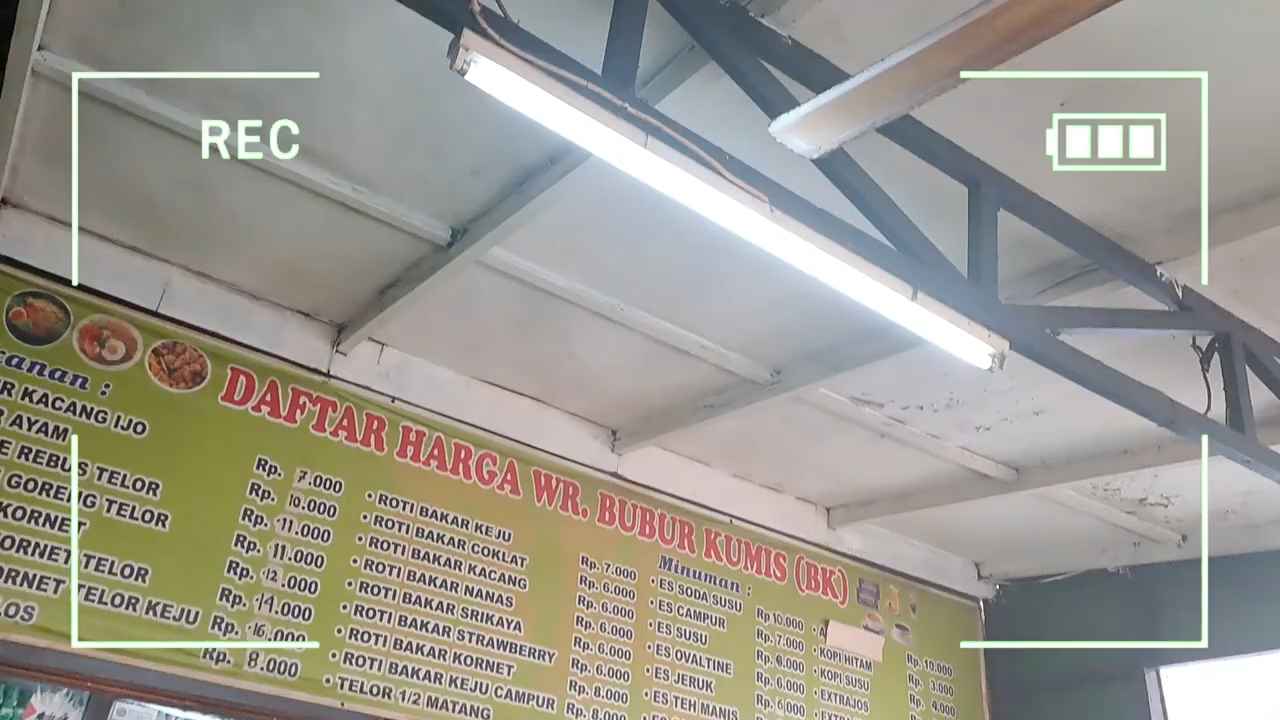 REC
DAFTAR HARGA WR. BUBUR KUMIS (BK)
KACANG IJO
AYAM
REBUS TELOR
GORENG TELOR
KORNET
TELOR
TELOR KEJU
Rp. 7.000
Rp. 10.000
Rp. 11.000
Rp. 11.000
Rp. 12.000
Rp. 14.000
Rp. 16.000
Rp. 8.000
• ROTI BAKAR KEJU
• ROTI BAKAR COKLAT
• ROTI BAKAR KACANG
• ROTI BAKAR NANAS
• ROTI BAKAR SRIKAYA
• ROTI BAKAR STRAWBERRY
• ROTI BAKAR KORNET
• ROTI BAKAR KEJU CAMPUR
• TELOR 1/2 MATANG
Rp. 7.000
Rp. 6.000
Rp. 6.000
Rp. 6.000
Rp. 6.000
Rp. 6.000
Rp. 8.000
Rp. 8.000
Minuman :
• ES SODA SUSU
• ES CAMPUR
• ES SUSU
• ES OVALTINE
• ES JERUK
• ES TEH MANIS
Rp 10.000
Rp. 7.000
Rp. 6.000
Rp. 6.000
Rp. 6.000
Rp. 4.000
• KOPI HITAM
• KOPI SUSU
• EXTRAJOS
Rp. 10.000
Rp. 3.000
Rp. 4.000